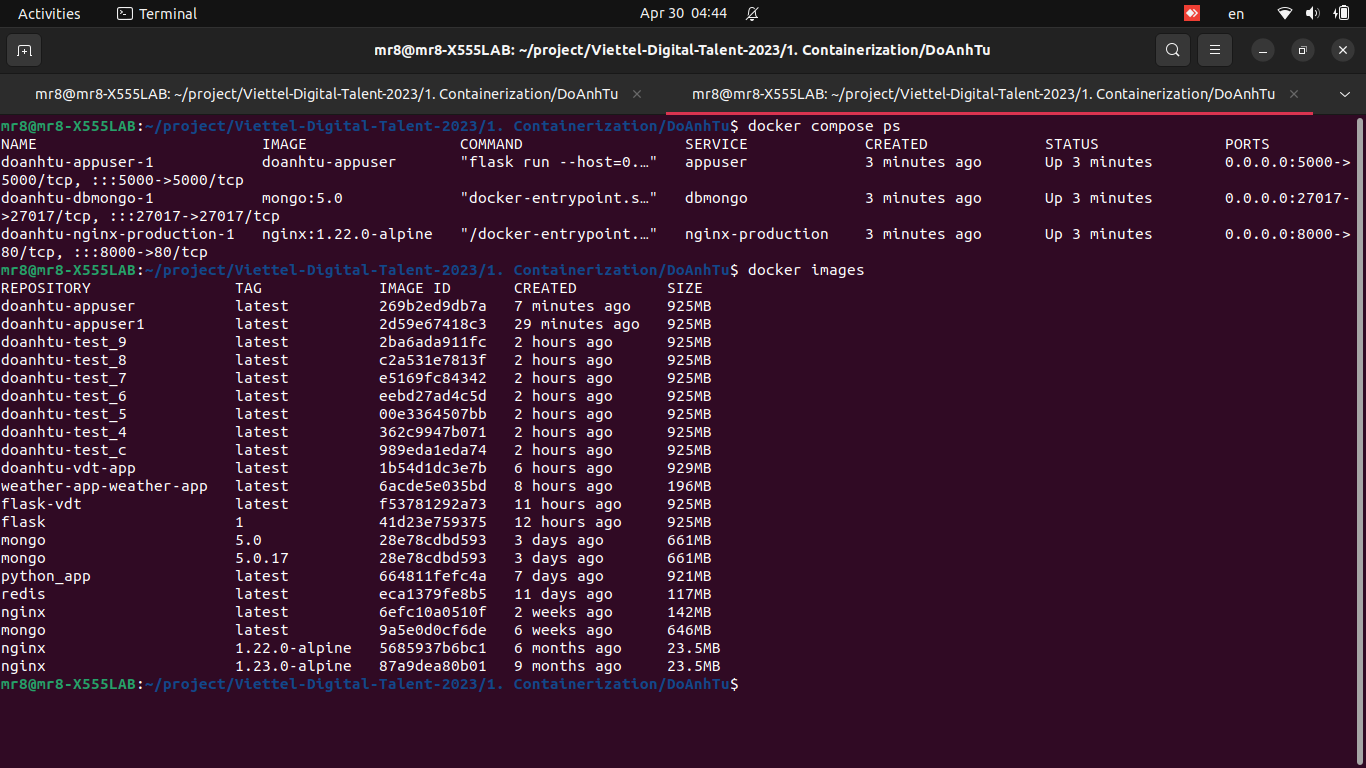 Activities Terminal Apr 30 04:44 en
mr8@mr8-X555LAB: ~/project/Viettel-Digital-Talent-2023/1. Containerization/DoAnhTu
mr8@mr8-X555LAB: ~/project/Viettel-Digital-Talent-2023/1. Containerization/DoAnhTu × mr8@mr8-X555LAB: ~/project/Viettel-Digital-Talent-2023/1. Containerization/DoAnhTu ×
mr8@mr8-X555LAB:~/project/Viettel-Digital-Talent-2023/1. Containerization/DoAnhTu$ docker compose ps
NAME IMAGE COMMAND SERVICE CREATED STATUS PORTS
doanhtu-appuser-1 doanhtu-appuser "flask run --host=0.…" appuser 3 minutes ago Up 3 minutes 0.0.0.0:5000->
5000/tcp, :::5000->5000/tcp
doanhtu-dbmongo-1 mongo:5.0 "docker-entrypoint.s…" dbmongo 3 minutes ago Up 3 minutes 0.0.0.0:27017-
>27017/tcp, :::27017->27017/tcp
doanhtu-nginx-production-1 nginx:1.22.0-alpine "/docker-entrypoint.…" nginx-production 3 minutes ago Up 3 minutes 0.0.0.0:8000->
80/tcp, :::8000->80/tcp
mr8@mr8-X555LAB:~/project/Viettel-Digital-Talent-2023/1. Containerization/DoAnhTu$ docker images
REPOSITORY TAG IMAGE ID CREATED SIZE
doanhtu-appuser latest 269b2ed9db7a 7 minutes ago 925MB
doanhtu-appuser1 latest 2d59e67418c3 29 minutes ago 925MB
doanhtu-test_9 latest 2ba6ada911fc 2 hours ago 925MB
doanhtu-test_8 latest c2a531e7813f 2 hours ago 925MB
doanhtu-test_7 latest e5169fc84342 2 hours ago 925MB
doanhtu-test_6 latest eebd27ad4c5d 2 hours ago 925MB
doanhtu-test_5 latest 00e3364507bb 2 hours ago 925MB
doanhtu-test_4 latest 362c9947b071 2 hours ago 925MB
doanhtu-test_c latest 989eda1eda74 2 hours ago 925MB
doanhtu-vdt-app latest 1b54d1dc3e7b 6 hours ago 929MB
weather-app-weather-app latest 6acde5e035bd 8 hours ago 196MB
flask-vdt latest f53781292a73 11 hours ago 925MB
flask 1 41d23e759375 12 hours ago 925MB
mongo 5.0 28e78cdbd593 3 days ago 661MB
mongo 5.0.17 28e78cdbd593 3 days ago 661MB
python_app latest 664811fefc4a 7 days ago 921MB
redis latest eca1379fe8b5 11 days ago 117MB
nginx latest 6efc10a0510f 2 weeks ago 142MB
mongo latest 9a5e0d0cf6de 6 weeks ago 646MB
nginx 1.22.0-alpine 5685937b6bc1 6 months ago 23.5MB
nginx 1.23.0-alpine 87a9dea80b01 9 months ago 23.5MB
mr8@mr8-X555LAB:~/project/Viettel-Digital-Talent-2023/1. Containerization/DoAnhTu$